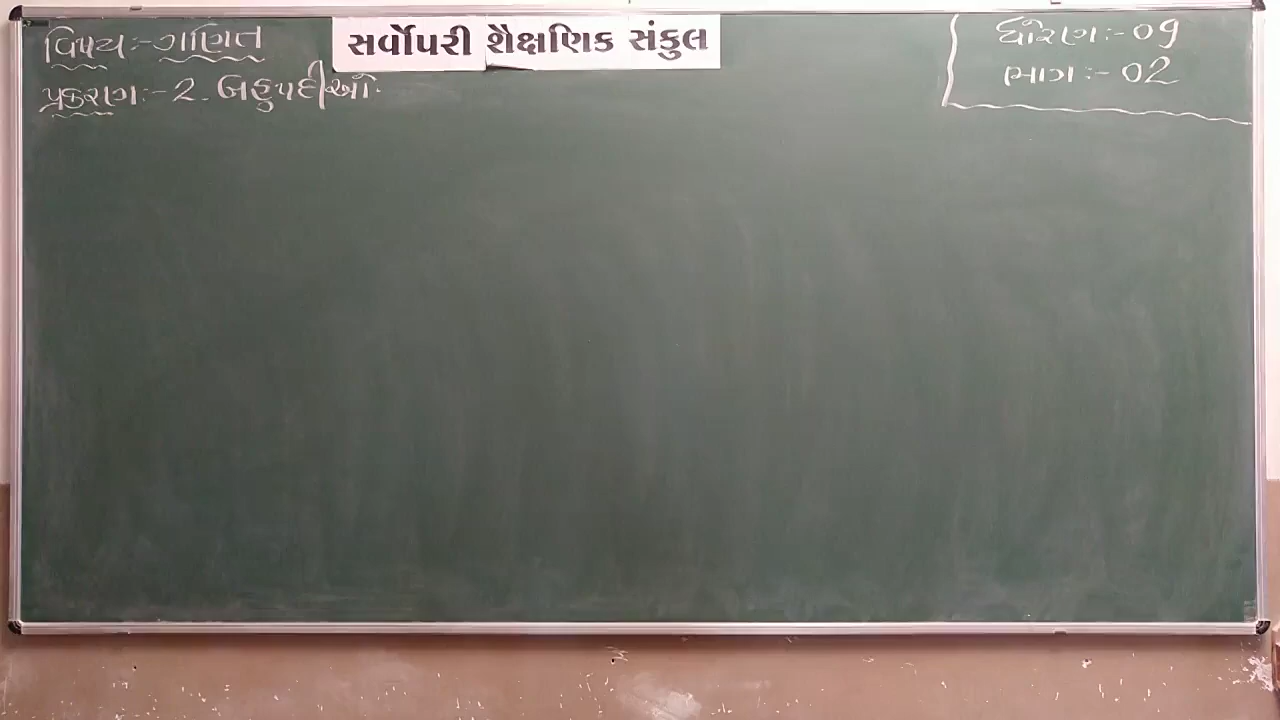 વિષય:- ગણિત
પ્રકરણ:- 2. બહુપદીઓ.
સર્વોપરી શૈક્ષણિક સંકુલ
ધોરણ:- 09
ભાગ:- 02